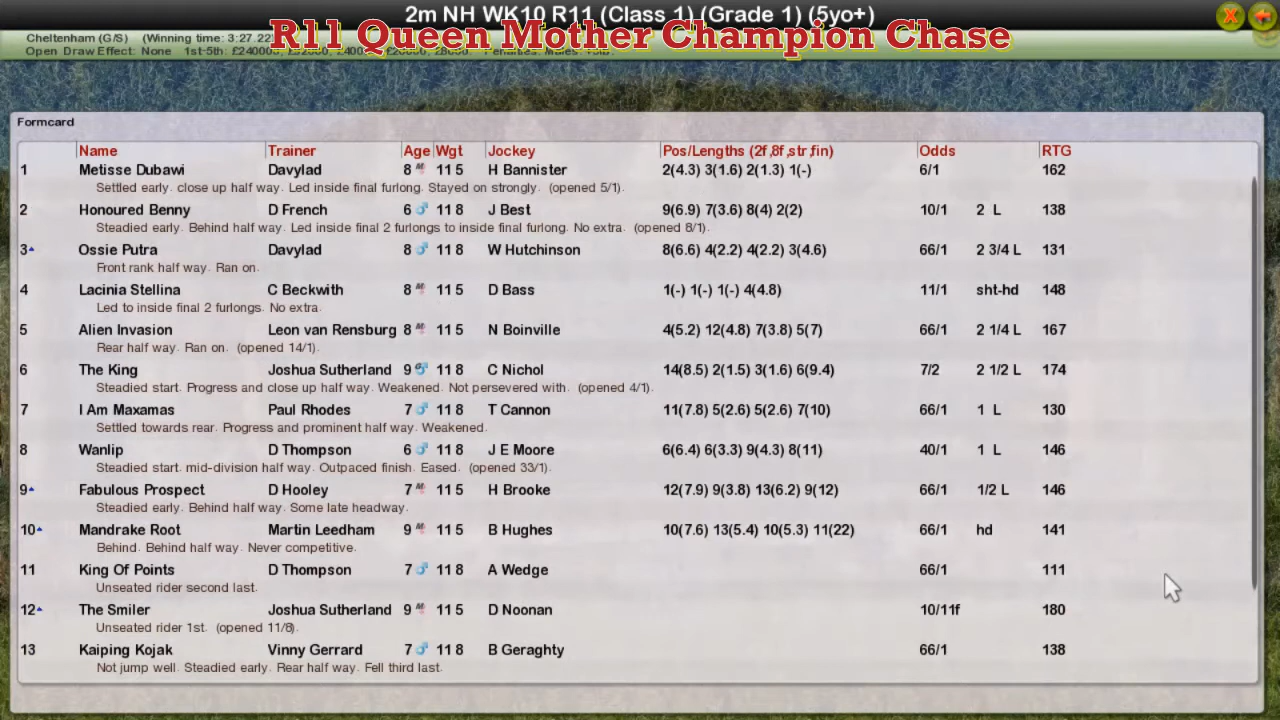 2m NH WK10 R11 (Class 1) (Grade 1) (5yo+)
R11 Queen Mother Champion Chase
Cheltenham (G/S) (Winning time: 3:27.22)
Open Draw Effect: None 1st-5th: £240000,
Formcard
Name Trainer Age Wgt Jockey Pos/Lengths (2f,8f,str,fin) Odds RTG
1 Metisse Dubawi Davylad 8 11 5 H Bannister 2(4.3) 3(1.6) 2(1.3) 1(-) 6/1 162
Settled early. close up half way. Led inside final furlong. Stayed on strongly. (opened 5/1).
2 Honoured Benny D French 6 11 8 J Best 9(6.9) 7(3.6) 8(4) 2(2) 10/1 2 L 138
Steadied early. Behind half way. Led inside final 2 furlongs to inside final furlong. No extra. (opened 8/1).
3 Ossie Putra Davylad 8 11 8 W Hutchinson 8(6.6) 4(2.2) 4(2.2) 3(4.6) 66/1 2 3/4 L 131
Front rank half way. Ran on.
4 Lacinia Stellina C Beckwith 8 11 5 D Bass 1(-) 1(-) 1(-) 4(4.8) 11/1 sht-hd 148
Led to inside final 2 furlongs. No extra.
5 Alien Invasion Leon van Rensburg 8 11 5 N Boinville 4(5.2) 12(4.8) 7(3.8) 5(7) 66/1 2 1/4 L 167
Rear half way. Ran on. (opened 14/1).
6 The King Joshua Sutherland 9 11 8 C Nichol 14(8.5) 2(1.5) 3(1.6) 6(9.4) 7/2 2 1/2 L 174
Steadied start. Progress and close up half way. Weakened. Not persevered with. (opened 4/1).
7 I Am Maxamas Paul Rhodes 7 11 8 T Cannon 11(7.8) 5(2.6) 5(2.6) 7(10) 66/1 1 L 130
Settled towards rear. Progress and prominent half way. Weakened.
8 Wanlip D Thompson 6 11 8 J E Moore 6(6.4) 6(3.3) 9(4.3) 8(11) 40/1 1 L 146
Steadied start. mid-division half way. Outpaced finish. Eased. (opened 33/1).
9 Fabulous Prospect D Hooley 7 11 5 H Brooke 12(7.9) 9(3.8) 13(6.2) 9(12) 66/1 1/2 L 146
Steadied early. Behind half way. Some late headway.
10 Mandrake Root Martin Leedham 9 11 5 B Hughes 10(7.6) 13(5.4) 10(5.3) 11(22) 66/1 hd 141
Behind. Behind half way. Never competitive.
11 King Of Points D Thompson 7 11 8 A Wedge 66/1 111
Unseated rider second last.
12 The Smiler Joshua Sutherland 9 11 5 D Noonan 10/11f 180
Unseated rider 1st. (opened 11/8).
13 Kaiping Kojak Vinny Gerrard 7 11 8 B Geraghty 66/1 138
Not jump well. Steadied early. Rear half way. Fell third last.